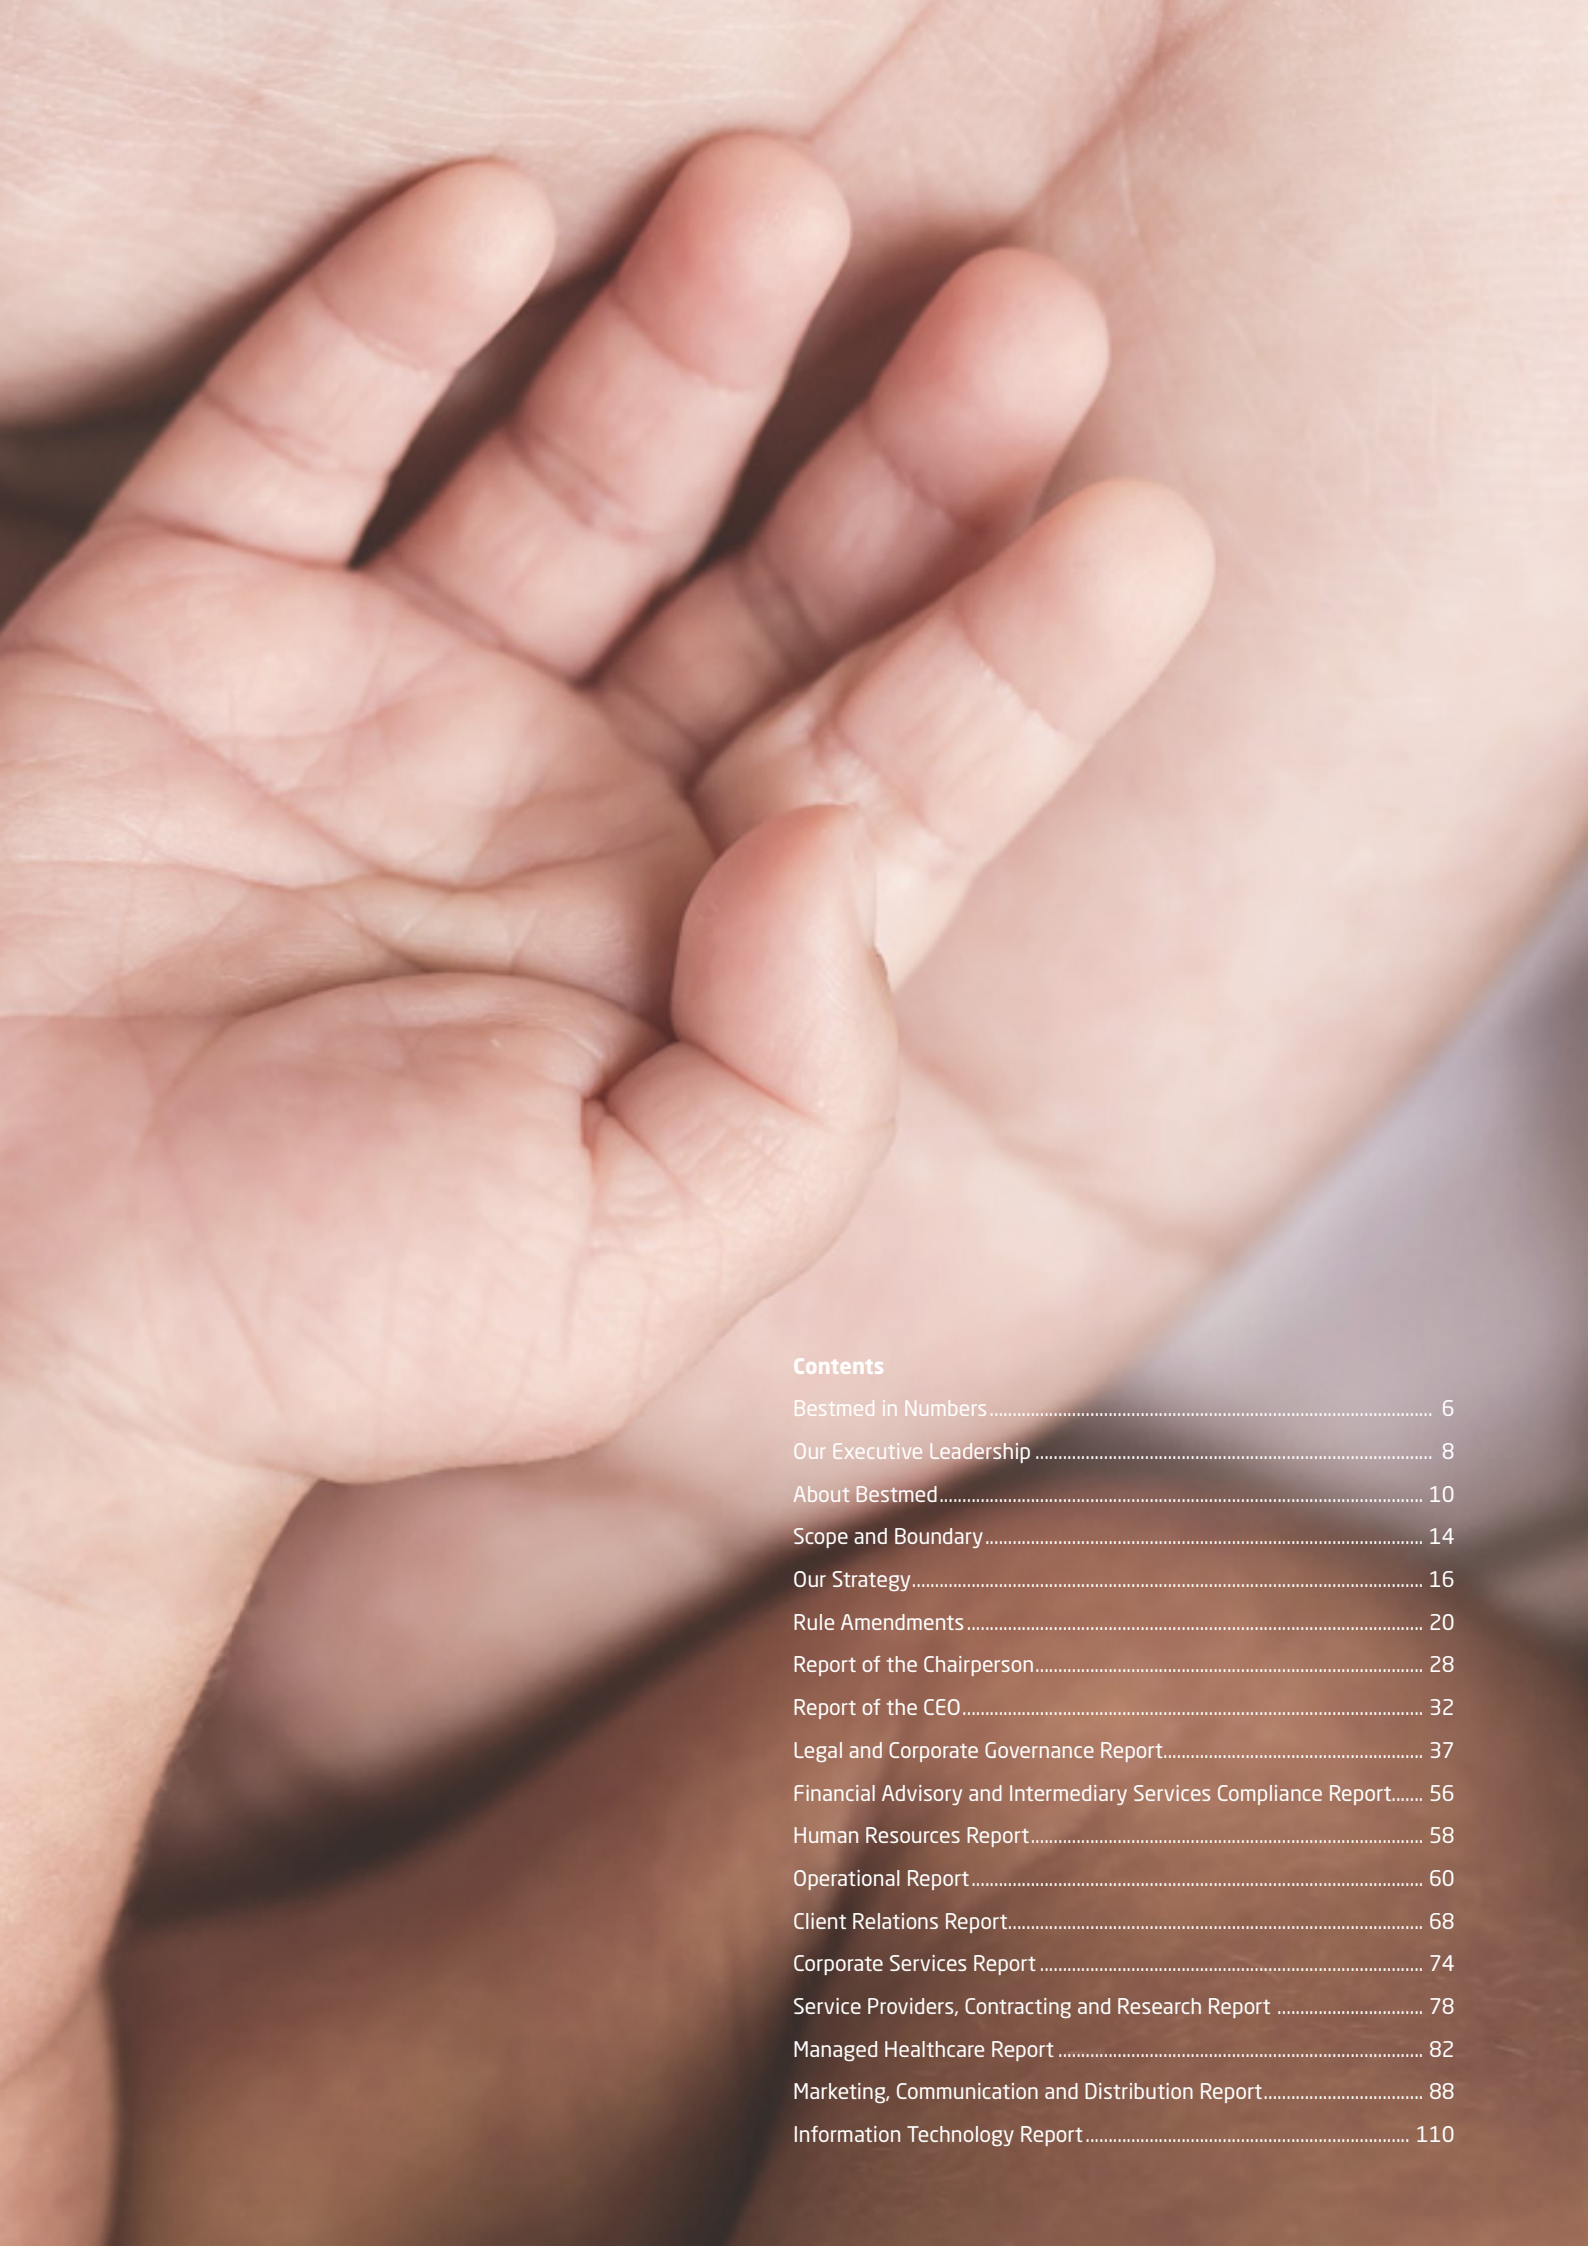 Contents
Bestmed in Numbers 6
Our Executive Leadership 8
About Bestmed 10
Scope and Boundary 14
Our Strategy 16
Rule Amendments 20
Report of the Chairperson 28
Report of the CEO 32
Legal and Corporate Governance Report 37
Financial Advisory and Intermediary Services Compliance Report 56
Human Resources Report 58
Operational Report 60
Client Relations Report 68
Corporate Services Report 74
Service Providers, Contracting and Research Report 78
Managed Healthcare Report 82
Marketing, Communication and Distribution Report 88
Information Technology Report 110